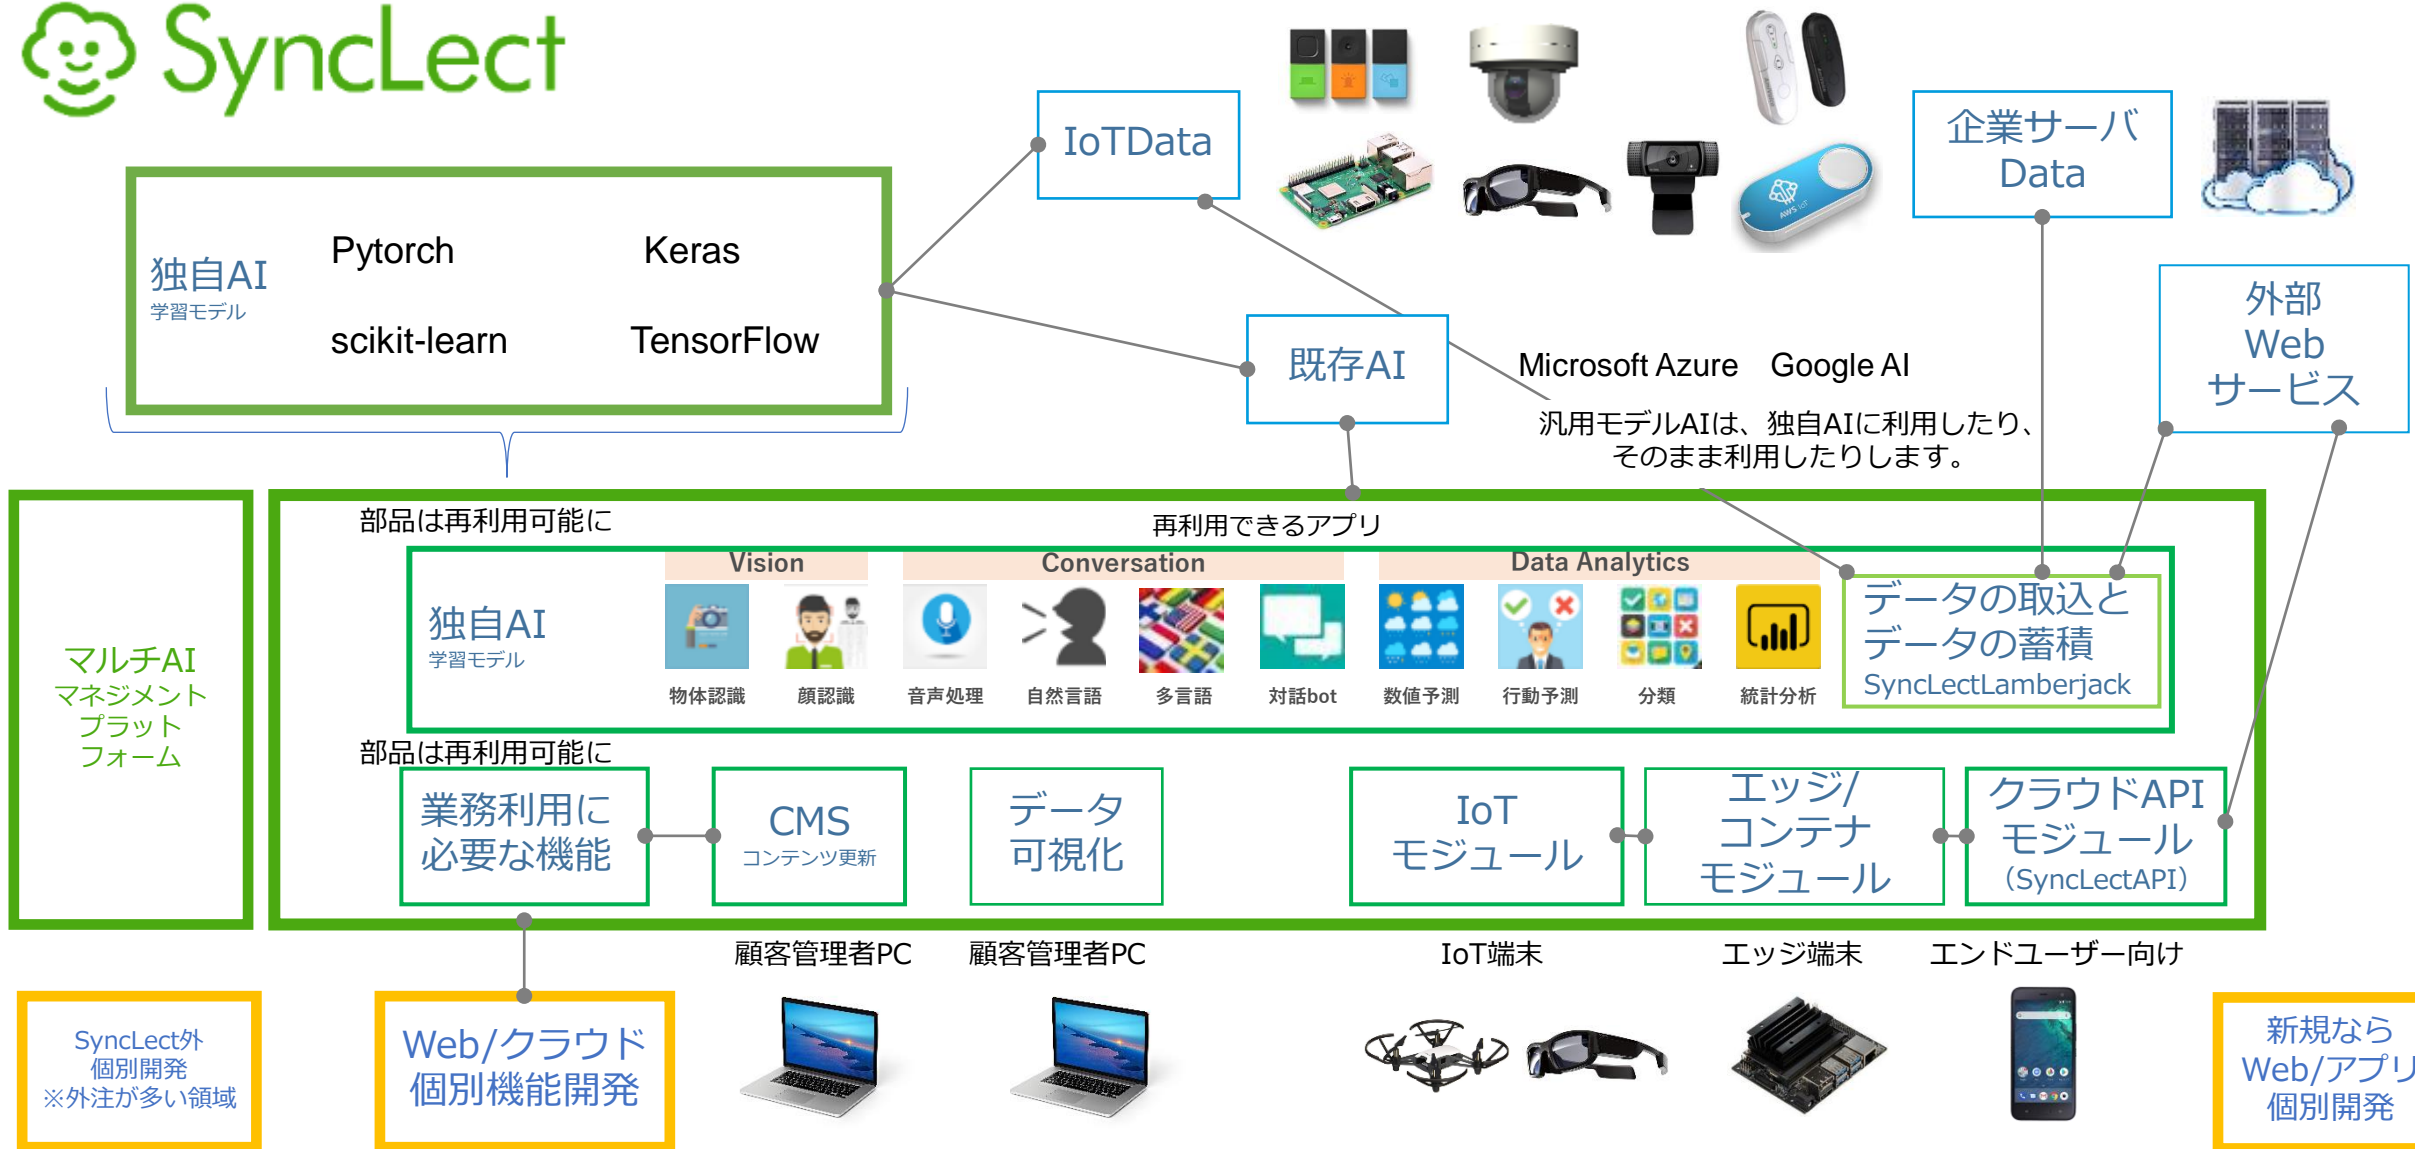 SyncLect
IoTData
企業サーバ
Data
AWS IoT
独自AI
学習モデル
Pytorch
Keras
scikit-learn
TensorFlow
既存AI
Microsoft Azure
Google AI
汎用モデルAIは、独自AIに利用したり、
そのまま利用したりします。
外部
Web
サービス
マルチAI
マネジメント
プラット
フォーム
部品は再利用可能に
再利用できるアプリ
独自AI
学習モデル
Vision
Conversation
Data Analytics
物体認識
顔認識
音声処理
自然言語
多言語
対話bot
数値予測
行動予測
分類
統計分析
データの取込と
データの蓄積
SyncLectLamberjack
部品は再利用可能に
業務利用に
必要な機能
CMS
コンテンツ更新
データ
可視化
IoT
モジュール
エッジ/
コンテナ
モジュール
クラウドAPI
モジュール
（SyncLectAPI）
顧客管理者PC
顧客管理者PC
IoT端末
エッジ端末
エンドユーザー向け
SyncLect外
個別開発
※外注が多い領域
Web/クラウド
個別機能開発
新規なら
Web/アプリ
個別開発